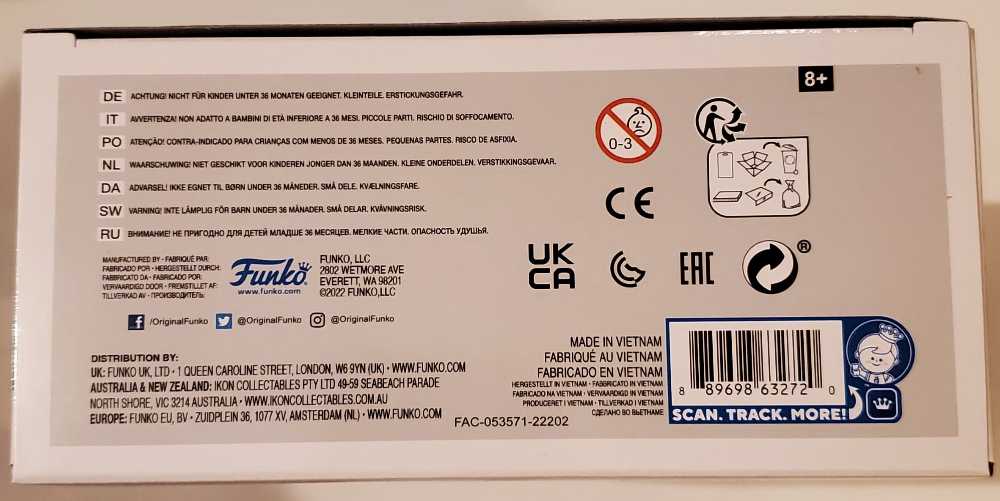 8+
DE ACHTUNG! NICHT FÜR KINDER UNTER 36 MONATEN GEEIGNET. KLEINTEILE. ERSTICKUNGSGEFAHR.
IT AVVERTENZA! NON ADATTO A BAMBINI DI ETÀ INFERIORE A 36 MESI. PICCOLE PARTI. RISCHIO DI SOFFOCAMENTO.
PO ATENÇÃO! CONTRA-INDICADO PARA CRIANÇAS COM MENOS DE 36 MESES. PEQUENAS PARTES. RISCO DE ASFIXIA.
NL WAARSCHUWING! NIET GESCHIKT VOOR KINDEREN JONGER DAN 36 MAANDEN. KLEINE ONDERDELEN. VERSTIKKINGSGEVAAR.
DA ADVARSEL! IKKE EGNET TIL BØRN UNDER 36 MÅNEDER. SMÅ DELE. KVÆLNINGSFARE.
SW VARNING! INTE LÄMPLIG FÖR BARN UNDER 36 MÅNADER. SMÅ DELAR. KVÄVNINGSRISK.
RU ВНИМАНИЕ! НЕ ПРИГОДНО ДЛЯ ДЕТЕЙ МЛАДШЕ 36 МЕСЯЦЕВ. МЕЛКИЕ ЧАСТИ. ОПАСНОСТЬ УДУШЬЯ.
0-3
CE
UK
CA
EAC
®
MANUFACTURED BY • FABRIQUÉ PAR:
FABRICADO POR • HERGESTELLT DURCH:
FABBRICATO DA • FABRICADO POR:
VERVAARDIGD DOOR • FREMSTILLET AF:
TILLVERKAD AV • ПРОИЗВОДИТЕЛЬ:
Funko
www.funko.com
FUNKO, LLC
2802 WETMORE AVE
EVERETT, WA 98201
©2022 FUNKO,LLC
f /OriginalFunko @OriginalFunko @OriginalFunko
DISTRIBUTION BY:
UK: FUNKO UK, LTD • 1 QUEEN CAROLINE STREET, LONDON, W6 9YN (UK) • WWW.FUNKO.COM
AUSTRALIA & NEW ZEALAND: IKON COLLECTABLES PTY LTD 49-59 SEABEACH PARADE
NORTH SHORE, VIC 3214 AUSTRALIA • WWW.IKONCOLLECTABLES.COM.AU
EUROPE: FUNKO EU, BV • ZUIDPLEIN 36, 1077 XV, AMSTERDAM (NL) • WWW.FUNKO.COM
FAC-053571-22202
MADE IN VIETNAM
FABRIQUÉ AU VIETNAM
FABRICADO EN VIETNAM
HERGESTELLT IN VIETNAM • FABBRICATO IN VIETNAM
FABRICADO NA VIETNAM • VERVAARDIGD IN VIETNAM
PRODUCERET I VIETNAM • TILLVERKAD I VIETNAM
СДЕЛАНО ВО ВЬЕТНАМЕ
8 89698 63272 0
SCAN. TRACK. MORE!